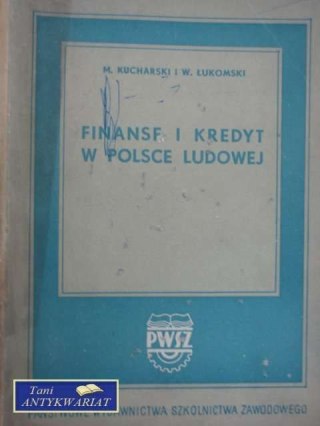 M. KUCHARSKI I W. ŁUKOMSKI
FINANSE I KREDYT
W POLSCE LUDOWEJ
PWSZ
Tani
ANTYKWARIAT
PAŃSTWOWE WYDAWNICTWA SZKOLNICTWA ZAWODOWEGO